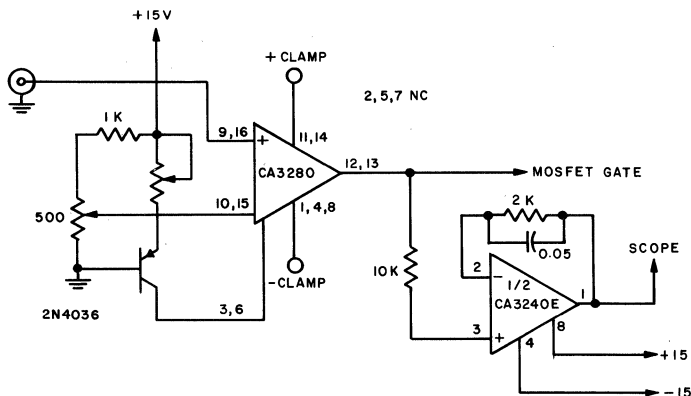 +15V
+ CLAMP
2, 5, 7 NC
1 K
9, 16
+
11, 14
CA3280
12, 13
MOSFET GATE
10, 15
1, 4, 8
500
2 K
0.05
SCOPE
10K
2
-
-CLAMP
1/2
CA3240E
1
3, 6
2N4036
3
+
8
4
+15
-15